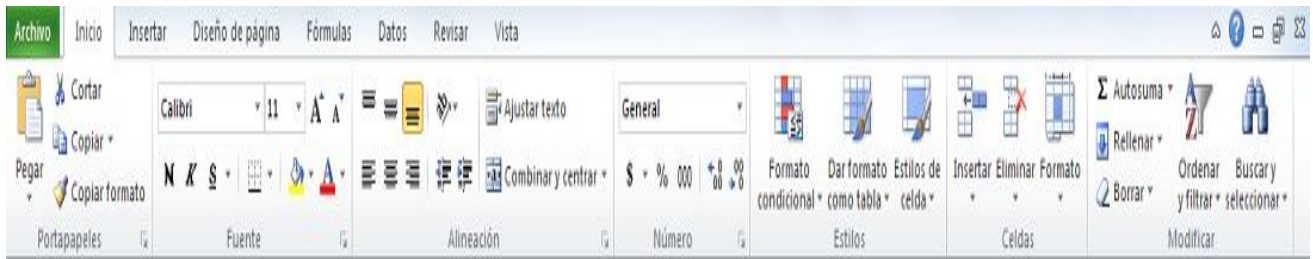 Archivo Inicio Insertar Diseño de página Fórmulas Datos Revisar Vista
Pegar
Cortar
Copiar
Copiar formato
Portapapeles
Calibri 11 A A
N K S A
Fuente
Ajustar texto
Combinar y centrar
Alineación
General
$ % 000 ,0 ,00
Número
Formato
condicional
Dar formato
como tabla
Estilos de
celda
Estilos
Insertar Eliminar Formato
Celdas
Σ Autosuma
Rellenar
Borrar
Ordenar
y filtrar
Buscar y
seleccionar
Modificar